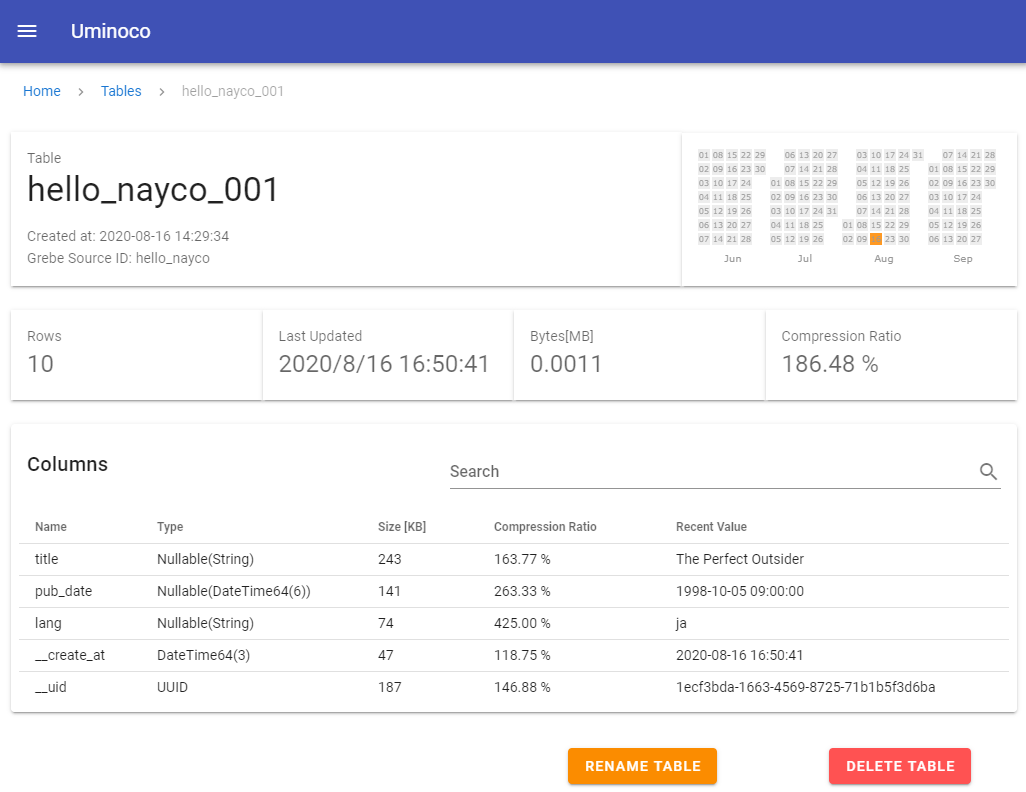 Uminoco
Home > Tables > hello_nayco_001
Table
hello_nayco_001
Created at: 2020-08-16 14:29:34
Grebe Source ID: hello_nayco
01 08 15 22 29 06 13 20 27 03 10 17 24 31 07 14 21 28
02 09 16 23 30 07 14 21 28 04 11 18 25 01 08 15 22 29
03 10 17 24 01 08 15 22 29 05 12 19 26 02 09 16 23 30
04 11 18 25 02 09 16 23 30 06 13 20 27 03 10 17 24
05 12 19 26 03 10 17 24 31 07 14 21 28 04 11 18 25
06 13 20 27 04 11 18 25 01 08 15 22 29 05 12 19 26
07 14 21 28 05 12 19 26 02 09 23 30 06 13 20 27
Jun Jul Aug Sep
Rows
10
Last Updated
2020/8/16 16:50:41
Bytes[MB]
0.0011
Compression Ratio
186.48 %
Columns
Search
Name Type Size [KB] Compression Ratio Recent Value
title Nullable(String) 243 163.77 % The Perfect Outsider
pub_date Nullable(DateTime64(6)) 141 263.33 % 1998-10-05 09:00:00
lang Nullable(String) 74 425.00 % ja
__create_at DateTime64(3) 47 118.75 % 2020-08-16 16:50:41
__uid UUID 187 146.88 % 1ecf3bda-1663-4569-8725-71b1b5f3d6ba
RENAME TABLE DELETE TABLE